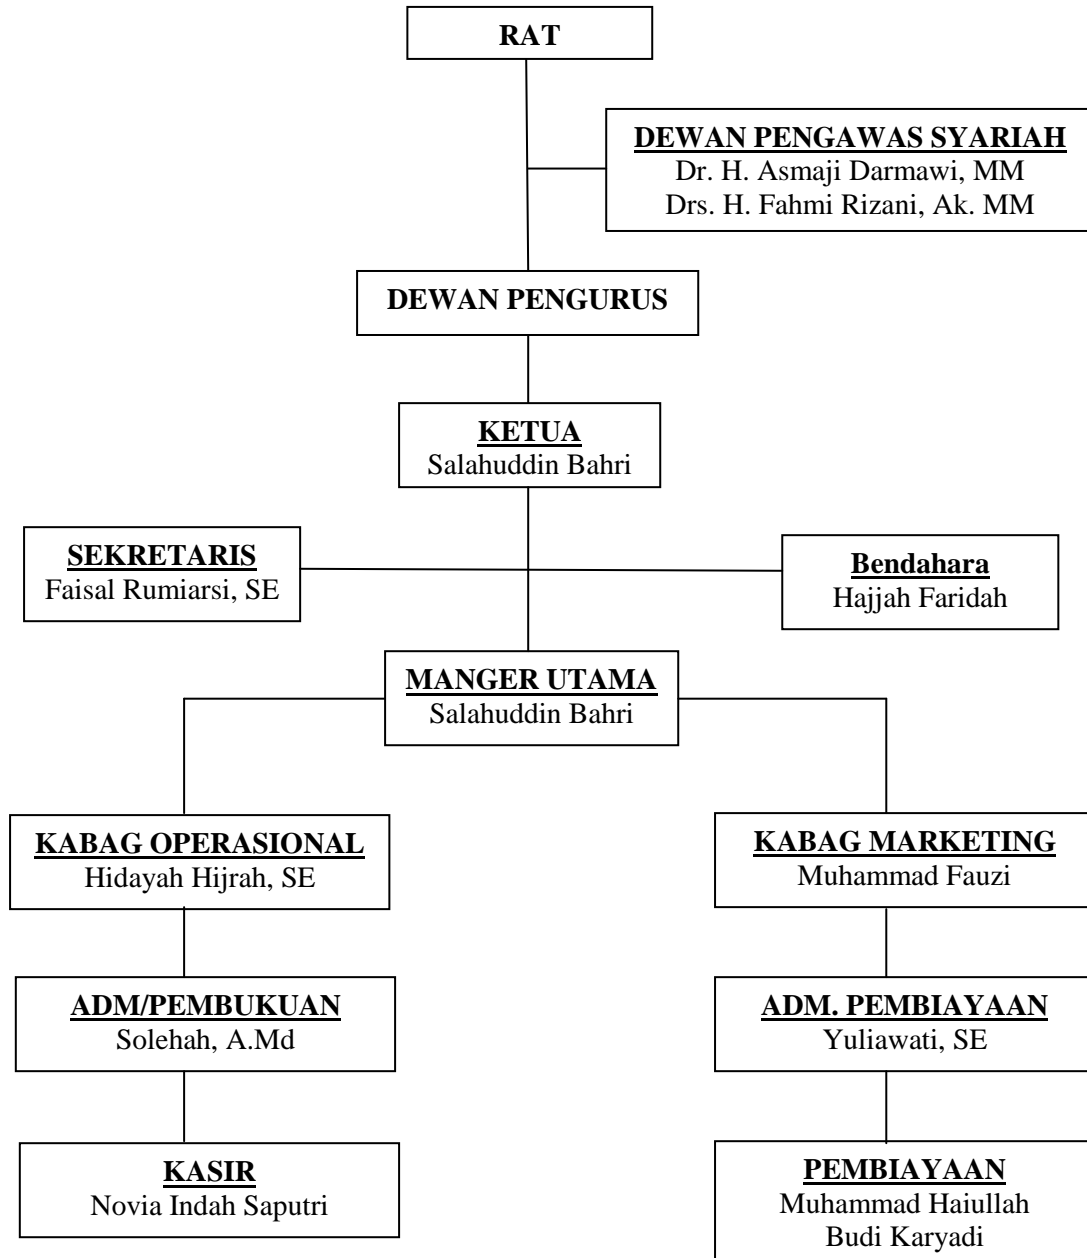 RAT
DEWAN PENGAWAS SYARIAH
Dr. H. Asmaji Darmawi, MM
Drs. H. Fahmi Rizani, Ak. MM
DEWAN PENGURUS
KETUA
Salahuddin Bahri
SEKRETARIS
Faisal Rumiarsi, SE
Bendahara
Hajjah Faridah
MANGER UTAMA
Salahuddin Bahri
KABAG OPERASIONAL
Hidayah Hijrah, SE
KABAG MARKETING
Muhammad Fauzi
ADM/PEMBUKUAN
Solehah, A.Md
ADM. PEMBIAYAAN
Yuliawati, SE
KASIR
Novia Indah Saputri
PEMBIAYAAN
Muhammad Haiullah
Budi Karyadi